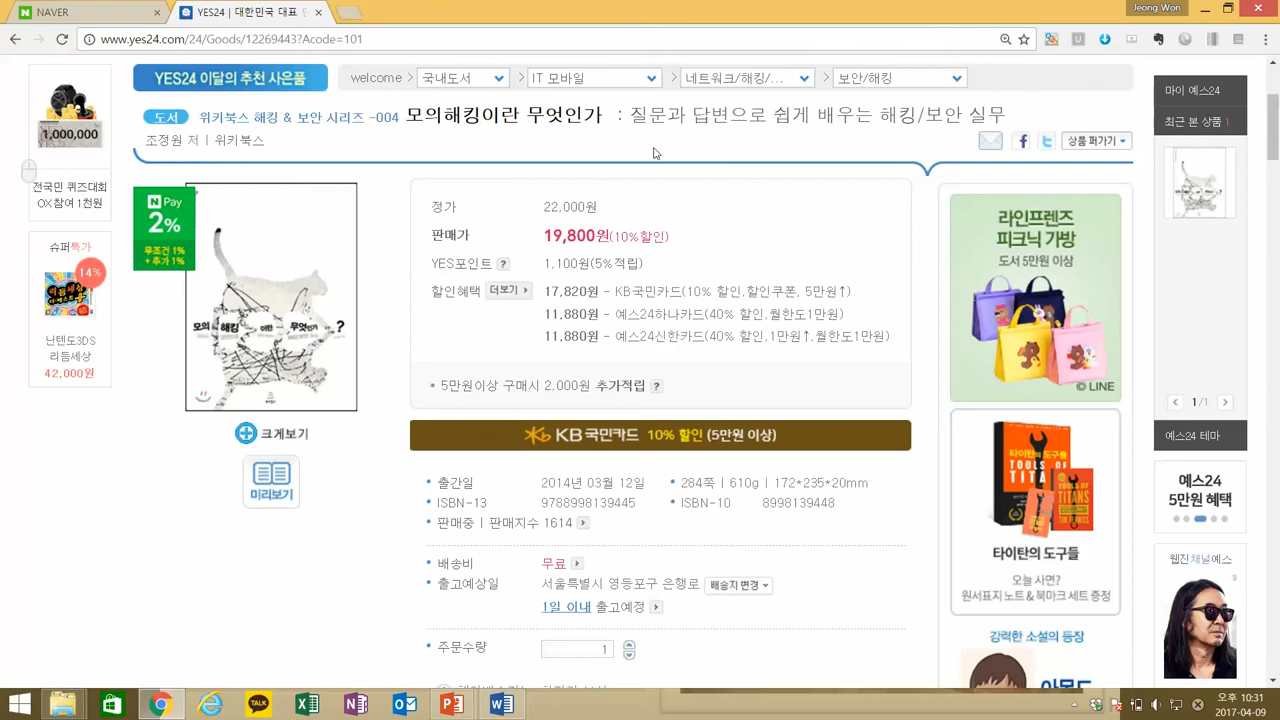 NAVER
YES24 | 대한민국 대표 인
Jeong Won
www.yes24.com/24/Goods/12269443?Acode=101
YES24 이달의 추천 사은품
welcome > 국내도서 > IT 모바일 > 네트워크/해킹/... > 보안/해킹
도서 위키북스 해킹 & 보안 시리즈 -004 모의해킹이란 무엇인가 : 질문과 답변으로 쉽게 배우는 해킹/보안 실무
조정원 저 | 위키북스
상품 퍼가기
1,000,000
전국민 퀴즈대회
OX참여 1천원
슈퍼특가
14%
닌텐도3DS
리듬세상
42,000원
N Pay
2%
무조건 1%
+ 추가 1%
모의 해킹 이란 무엇인가 ?
크게보기
미리보기
정가 22,000원
판매가 19,800원(10%할인)
YES포인트 ? 1,100원(5%적립)
할인혜택 더보기 17,820원 - KB국민카드(10% 할인,할인쿠폰, 5만원↑)
11,880원 - 예스24하나카드(40% 할인,월한도1만원)
11,880원 - 예스24신한카드(40% 할인,1만원↑,월한도1만원)
• 5만원이상 구매시 2,000원 추가적립 ?
KB국민카드 10% 할인 (5만원 이상)
• 출간일 2014년 03월 12일 • 284쪽 | 610g | 172*235*20mm
• ISBN-13 9788998139445 • ISBN-10 8998139448
• 판매중 | 판매지수 1614
• 배송비 무료
• 출고예상일 서울특별시 영등포구 은행로 배송지 변경
1일 이내 출고예정
• 주문수량 1
라인프렌즈
피크닉 가방
도서 5만원 이상
© LINE
타이탄의 도구들
TOOLS OF
TITANS
타이탄의 도구들
오늘 사면?
원서표지 노트 & 북마크 세트 증정
강력한 소설의 등장
아몬드
마이 예스24
최근 본 상품 1
1/1
예스24 테마
예스24
5만원 혜택
웹진채널예스
TALK
오후 10:31
2017-04-09